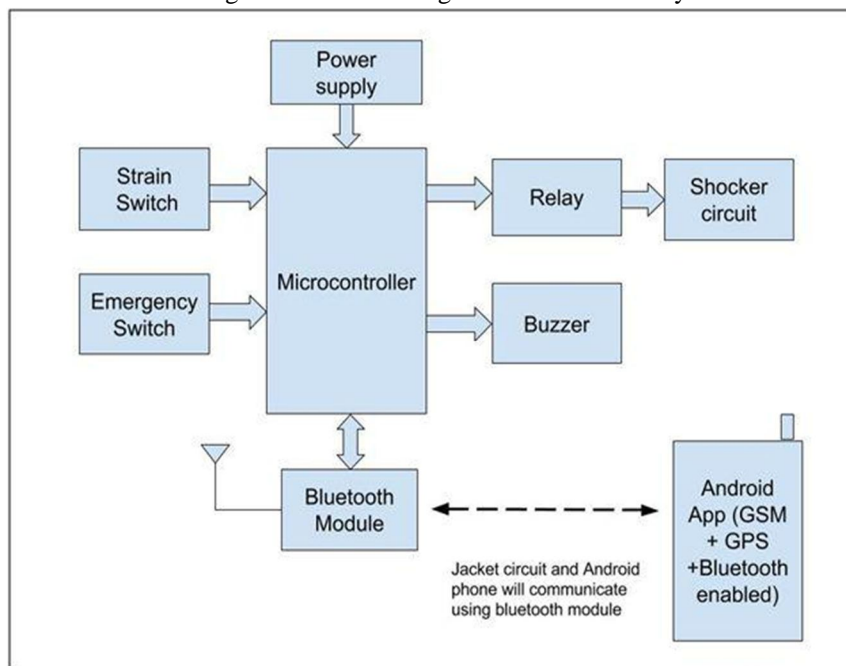 Power
supply
Strain
Switch
Relay
Shocker
circuit
Microcontroller
Emergency
Switch
Buzzer
Bluetooth
Module
Android
App (GSM
+ GPS
+Bluetooth
enabled)
Jacket circuit and Android
phone will communicate
using bluetooth module